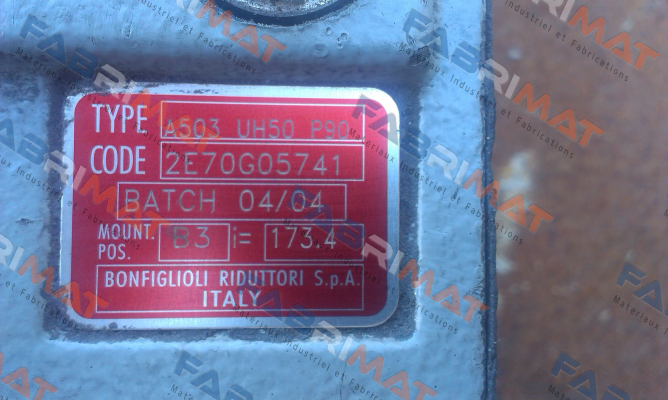 TYPE A503 UH50 P90
CODE 2E70G05741
BATCH 04/04
MOUNT. POS. B3 i= 173.4
BONFIGLIOLI RIDUTTORI S.p.A.
ITALY
FABRIMAT
Matériaux Industriel et Fabrications